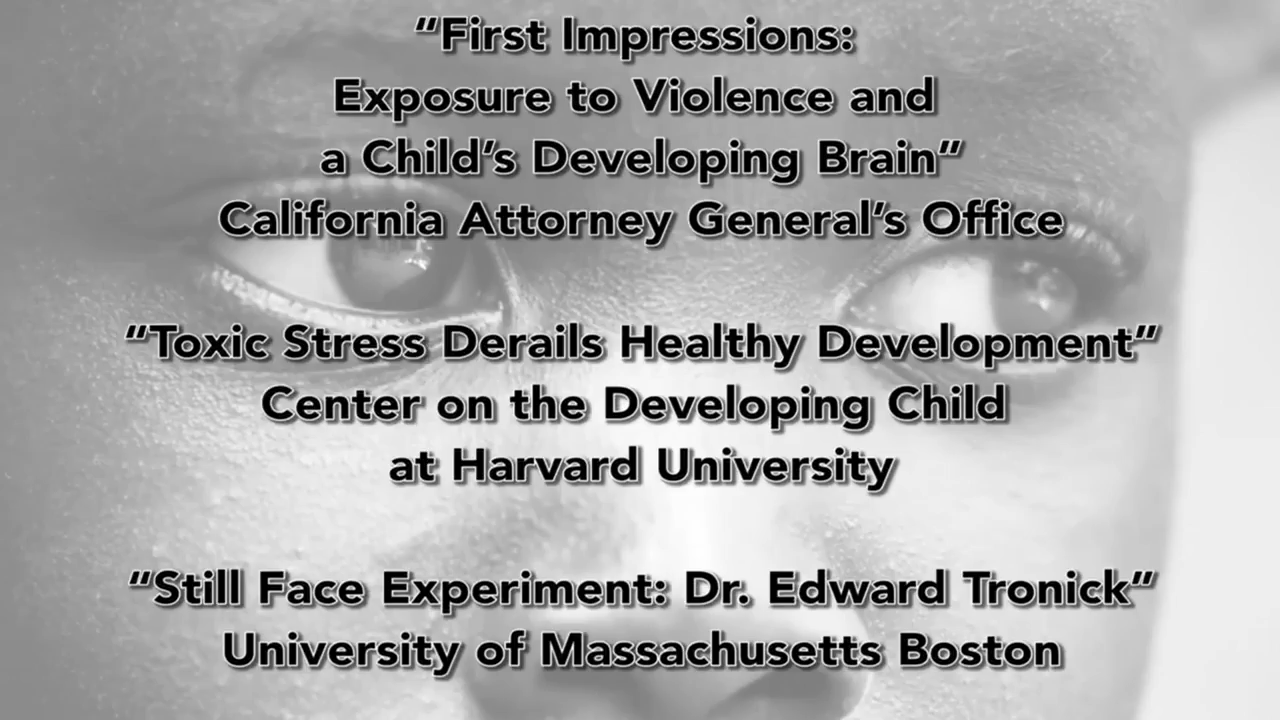 “First Impressions:
Exposure to Violence and
a Child’s Developing Brain”
California Attorney General’s Office
“Toxic Stress Derails Healthy Development”
Center on the Developing Child
at Harvard University
“Still Face Experiment: Dr. Edward Tronick”
University of Massachusetts Boston